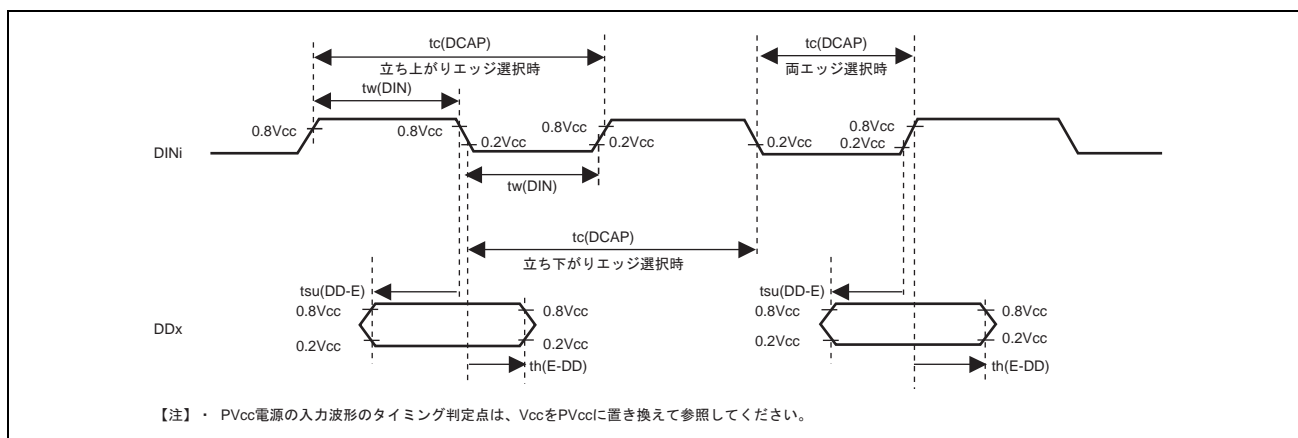 tc(DCAP)
立ち上がりエッジ選択時
tc(DCAP)
両エッジ選択時
tw(DIN)
0.8Vcc
0.8Vcc
0.8Vcc
0.8Vcc
DINi
0.2Vcc
0.2Vcc
0.2Vcc
0.2Vcc
tw(DIN)
tc(DCAP)
立ち下がりエッジ選択時
tsu(DD-E)
tsu(DD-E)
0.8Vcc
0.8Vcc
0.8Vcc
0.8Vcc
DDx
0.2Vcc
0.2Vcc
0.2Vcc
0.2Vcc
th(E-DD)
th(E-DD)
【注】・ PVcc電源の入力波形のタイミング判定点は、VccをPVccに置き換えて参照してください。